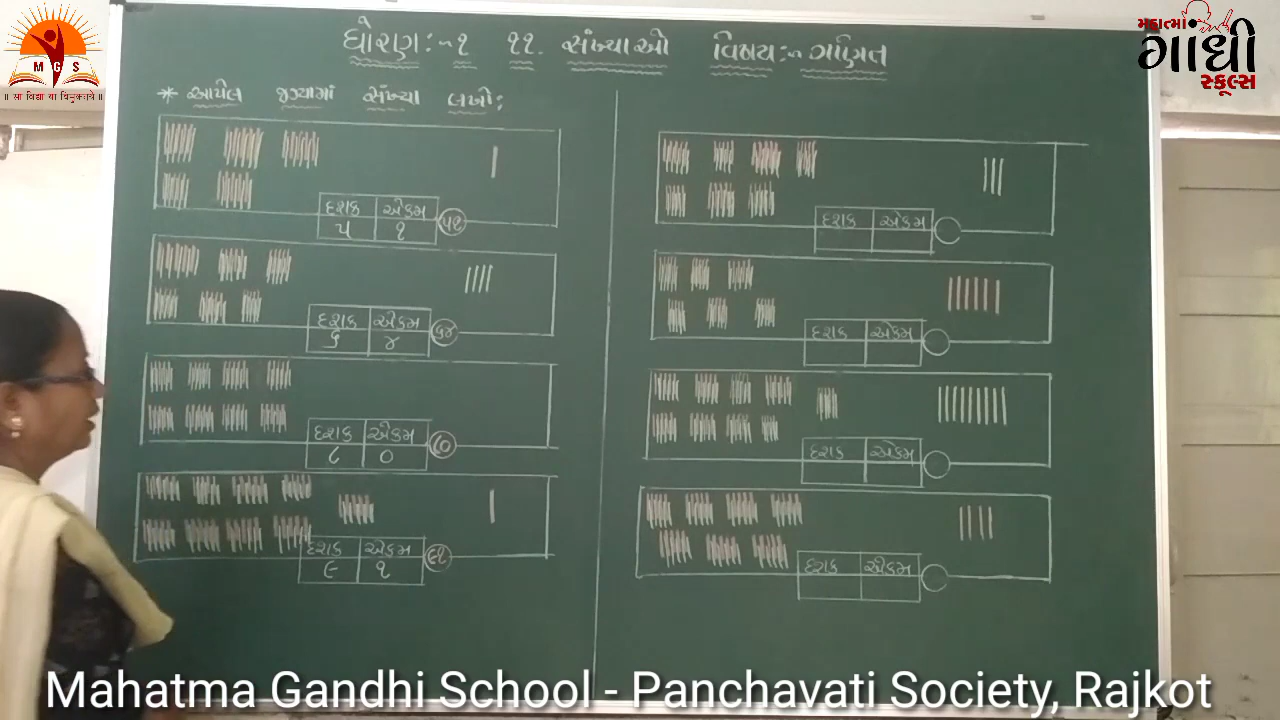 MGS
॥ सा विद्या या विमुक्तये ॥
મહાત્મા
ગાંધી
સ્કૂલ્સ
ધોરણ:-૧ ૧૧. સંખ્યાઓ વિષય:- ગણિત
* આપેલ જગ્યામાં સંખ્યા લખો:
દશક એકમ
૫ ૧ ૫૧
દશક એકમ
૬ ૪ ૬૪
દશક એકમ
૮ ૦ ૮૦
દશક એકમ
૯ ૧ ૯૧
દશક એકમ
દશક એકમ
દશક એકમ
દશક એકમ
Mahatma Gandhi School - Panchavati Society, Rajkot